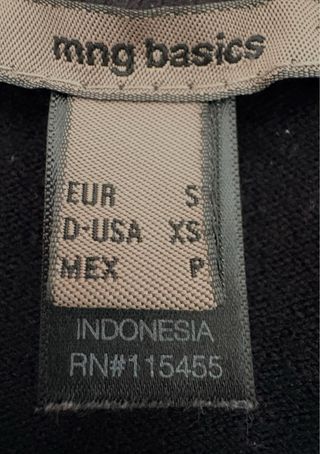 mng basics
EUR S
D-USA XS
MEX P
INDONESIA
RN#115455